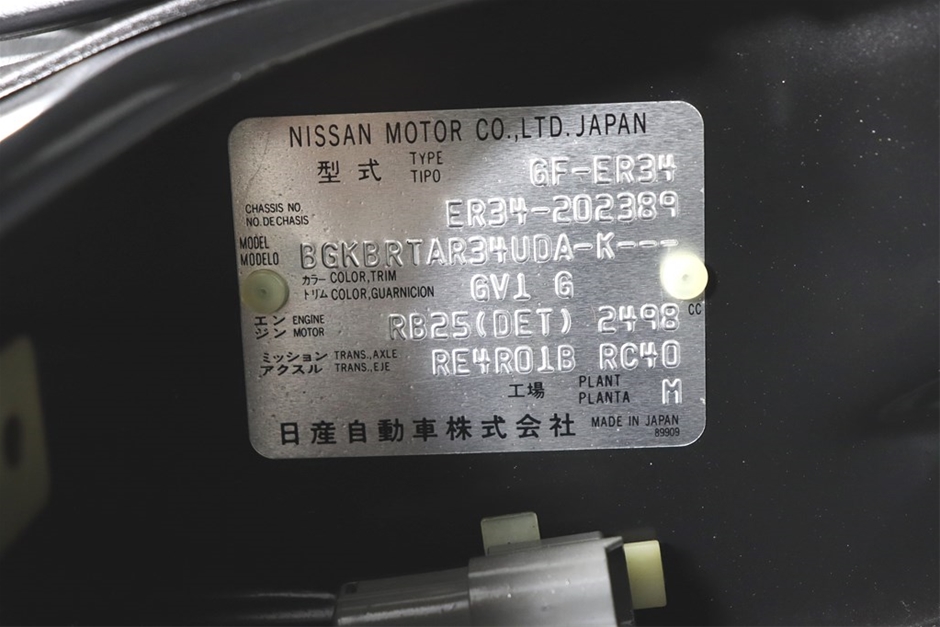 NISSAN MOTOR CO.,LTD. JAPAN
型式 TYPE TIPO GF-ER34
CHASSIS NO. NO. DE CHASIS ER34-202389
MODEL MODELO BGKBRTAR34UDA-K---
カラー COLOR, TRIM トリム COLOR, GUARNICION GV1 G
エンジン ENGINE MOTOR RB25(DET) 2498 CC
ミッション TRANS.,AXLE アクスル TRANS.,EJE RE4R01B RC40
工場 PLANT PLANTA M
日産自動車株式会社 MADE IN JAPAN
89909